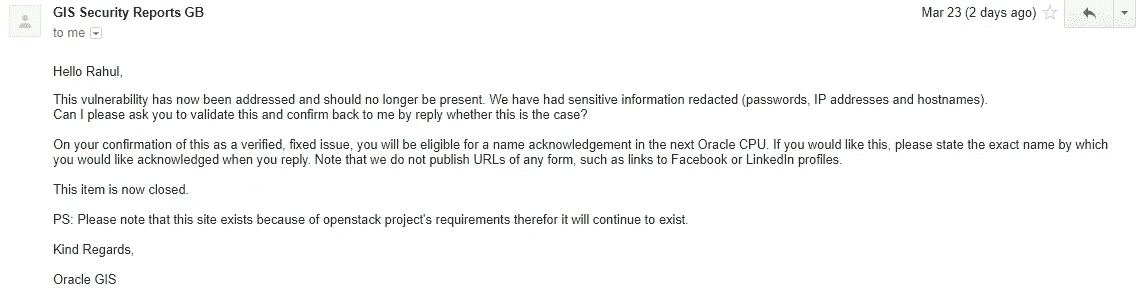 GIS Security Reports GB
Mar 23 (2 days ago)
to me
Hello Rahul,
This vulnerability has now been addressed and should no longer be present. We have had sensitive information redacted (passwords, IP addresses and hostnames).
Can I please ask you to validate this and confirm back to me by reply whether this is the case?
On your confirmation of this as a verified, fixed issue, you will be eligible for a name acknowledgement in the next Oracle CPU. If you would like this, please state the exact name by which
you would like acknowledged when you reply. Note that we do not publish URLs of any form, such as links to Facebook or LinkedIn profiles.
This item is now closed.
PS: Please note that this site exists because of openstack project's requirements therefor it will continue to exist.
Kind Regards,
Oracle GIS